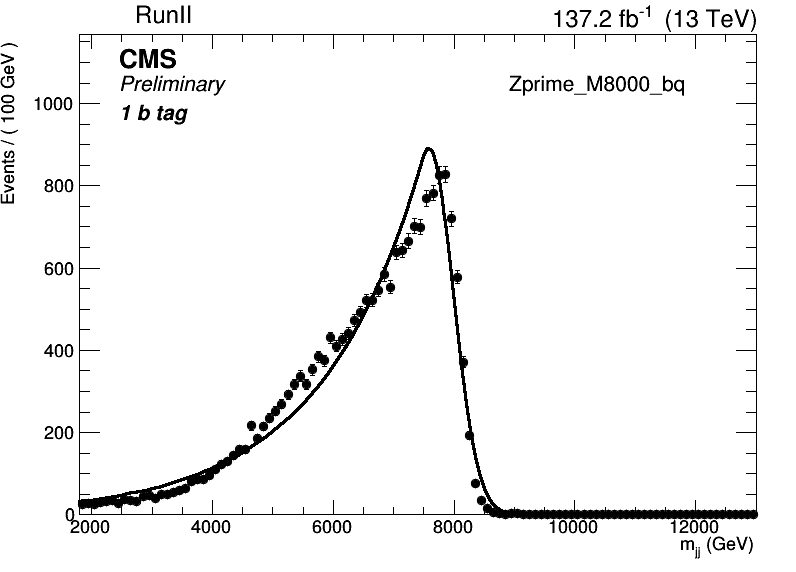 RunII
137.2 fb-1 (13 TeV)
CMS
Preliminary
1 b tag
Zprime_M8000_bq
Events / ( 100 GeV )
1000
800
600
400
200
0
2000 4000 6000 8000 10000 12000
mjj (GeV)